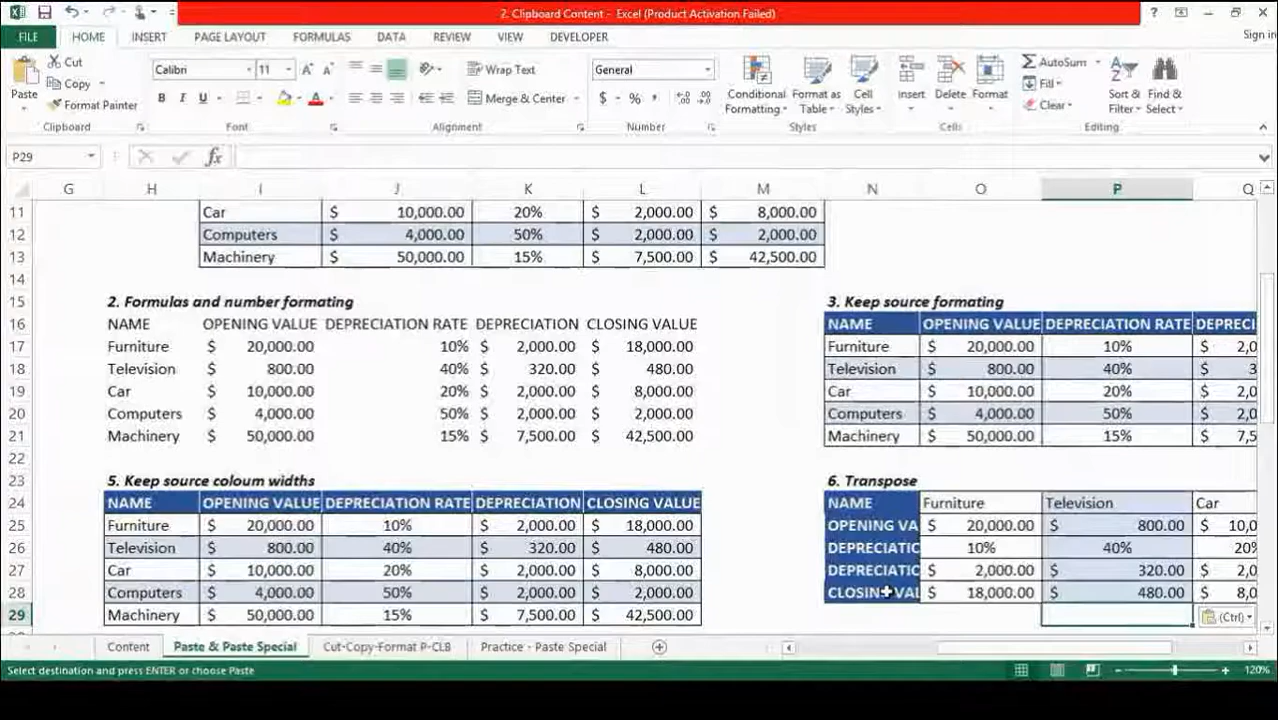 2. Clipboard Content - Excel (Product Activation Failed)
?
Sign in
FILE HOME INSERT PAGE LAYOUT FORMULAS DATA REVIEW VIEW DEVELOPER
Paste
Cut
Copy
Format Painter
Clipboard
Calibri 11
B I U
Font
Wrap Text
Merge & Center
Alignment
General
$ % ,
Number
Conditional Formatting
Format as Table
Cell Styles
Styles
Insert Delete Format
Cells
AutoSum
Fill
Clear
Sort & Filter
Find & Select
Editing
P29
fx
G H I J K L M N O P Q
11 Car $ 10,000.00 20% $ 2,000.00 $ 8,000.00
12 Computers $ 4,000.00 50% $ 2,000.00 $ 2,000.00
13 Machinery $ 50,000.00 15% $ 7,500.00 $ 42,500.00
14
15 2. Formulas and number formating 3. Keep source formating
16 NAME OPENING VALUE DEPRECIATION RATE DEPRECIATION CLOSING VALUE NAME OPENING VALUE DEPRECIATION RATE DEPRECI
17 Furniture $ 20,000.00 10% $ 2,000.00 $ 18,000.00 Furniture $ 20,000.00 10% $ 2,0
18 Television $ 800.00 40% $ 320.00 $ 480.00 Television $ 800.00 40% $ 3
19 Car $ 10,000.00 20% $ 2,000.00 $ 8,000.00 Car $ 10,000.00 20% $ 2,0
20 Computers $ 4,000.00 50% $ 2,000.00 $ 2,000.00 Computers $ 4,000.00 50% $ 2,0
21 Machinery $ 50,000.00 15% $ 7,500.00 $ 42,500.00 Machinery $ 50,000.00 15% $ 7,5
22
23 5. Keep source coloum widths 6. Transpose
24 NAME OPENING VALUE DEPRECIATION RATE DEPRECIATION CLOSING VALUE NAME Furniture Television Car
25 Furniture $ 20,000.00 10% $ 2,000.00 $ 18,000.00 OPENING VA $ 20,000.00 $ 800.00 $ 10,0
26 Television $ 800.00 40% $ 320.00 $ 480.00 DEPRECIATIC 10% 40% 20%
27 Car $ 10,000.00 20% $ 2,000.00 $ 8,000.00 DEPRECIATIC $ 2,000.00 $ 320.00 $ 2,0
28 Computers $ 4,000.00 50% $ 2,000.00 $ 2,000.00 CLOSING VAL $ 18,000.00 $ 480.00 $ 8,0
29 Machinery $ 50,000.00 15% $ 7,500.00 $ 42,500.00 (Ctrl)
Content Paste & Paste Special Cut-Copy-Format P-CLB Practice - Paste Special
Select destination and press ENTER or choose Paste 120%